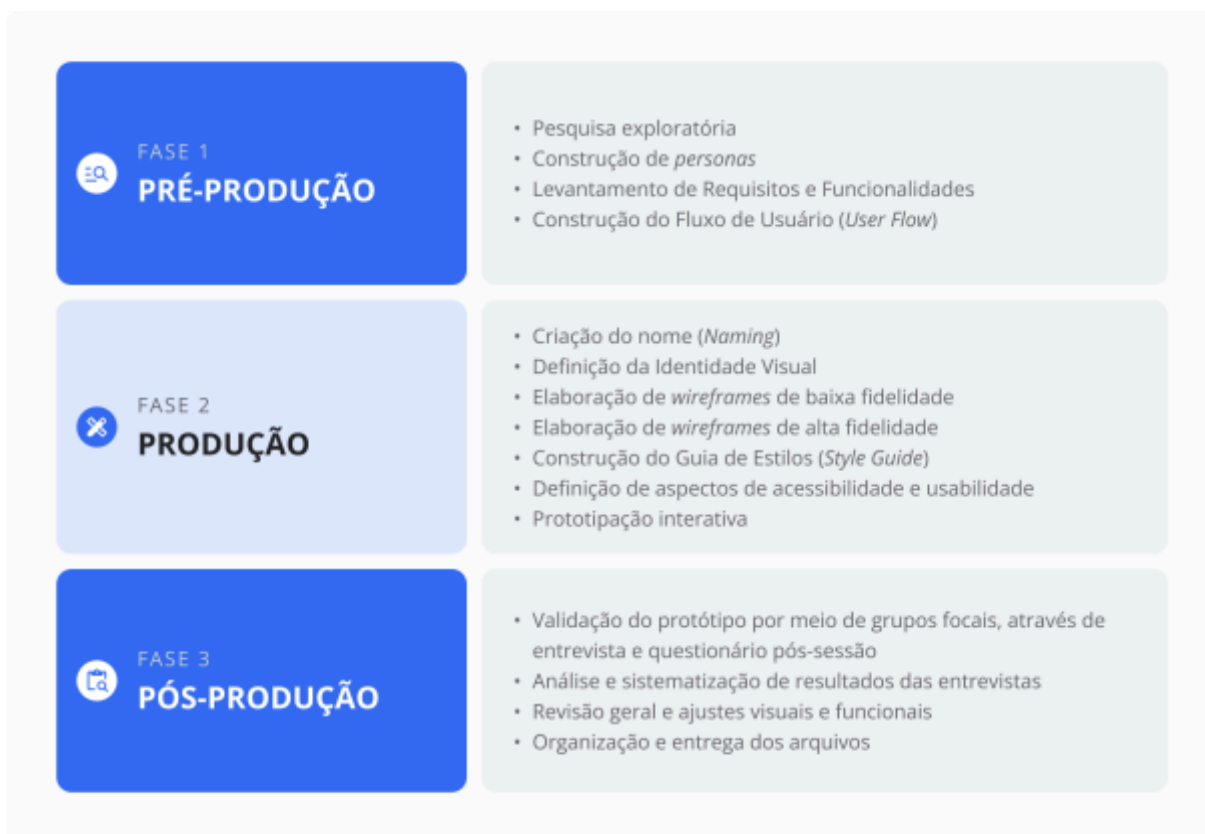 FASE 1
PRÉ-PRODUÇÃO
• Pesquisa exploratória
• Construção de personas
• Levantamento de Requisitos e Funcionalidades
• Construção do Fluxo de Usuário (User Flow)
FASE 2
PRODUÇÃO
• Criação do nome (Naming)
• Definição da Identidade Visual
• Elaboração de wireframes de baixa fidelidade
• Elaboração de wireframes de alta fidelidade
• Construção do Guia de Estilos (Style Guide)
• Definição de aspectos de acessibilidade e usabilidade
• Prototipação interativa
FASE 3
PÓS-PRODUÇÃO
• Validação do protótipo por meio de grupos focais, através de
entrevista e questionário pós-sessão
• Análise e sistematização de resultados das entrevistas
• Revisão geral e ajustes visuais e funcionais
• Organização e entrega dos arquivos